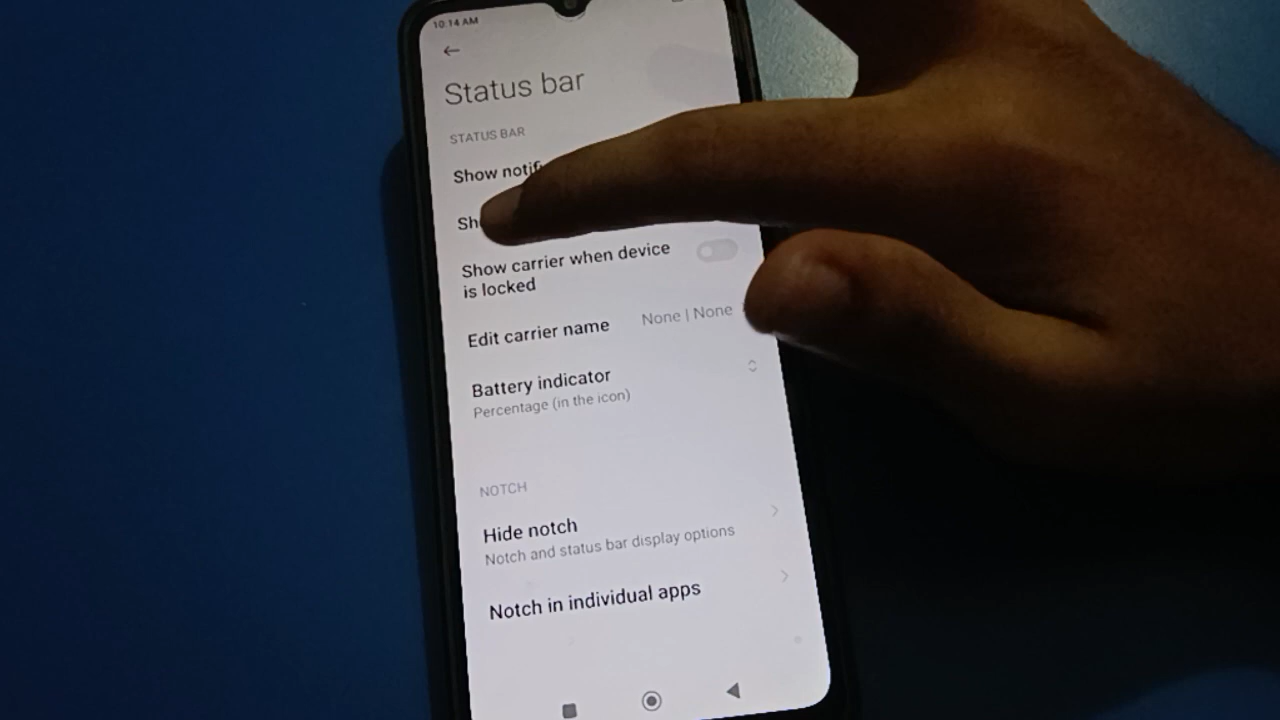 10:14 AM
Status bar
STATUS BAR
Show
Show carrier when device
is locked
Edit carrier name
None | None
Battery indicator
Percentage (in the icon)
NOTCH
Hide notch
Notch and status bar display options
Notch in individual apps